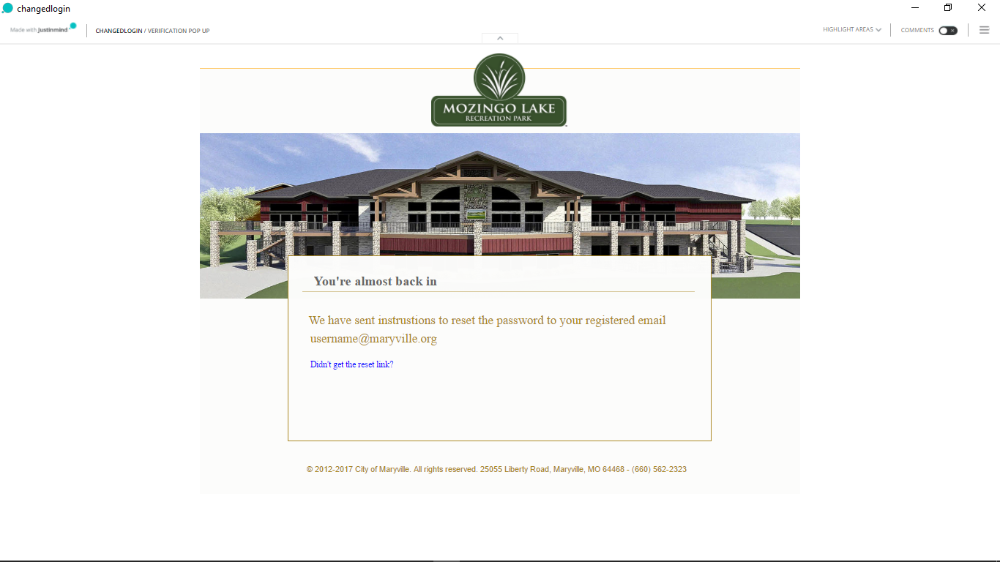 changedlogin
Made with justinmind
CHANGEDLOGIN / VERIFICATION POP UP
HIGHLIGHT AREAS
COMMENTS
MOZINGO LAKE
RECREATION PARK
You're almost back in
We have sent instrustions to reset the password to your registered email
username@maryville.org
Didn't get the reset link?
© 2012-2017 City of Maryville. All rights reserved. 25055 Liberty Road, Maryville, MO 64468 - (660) 562-2323